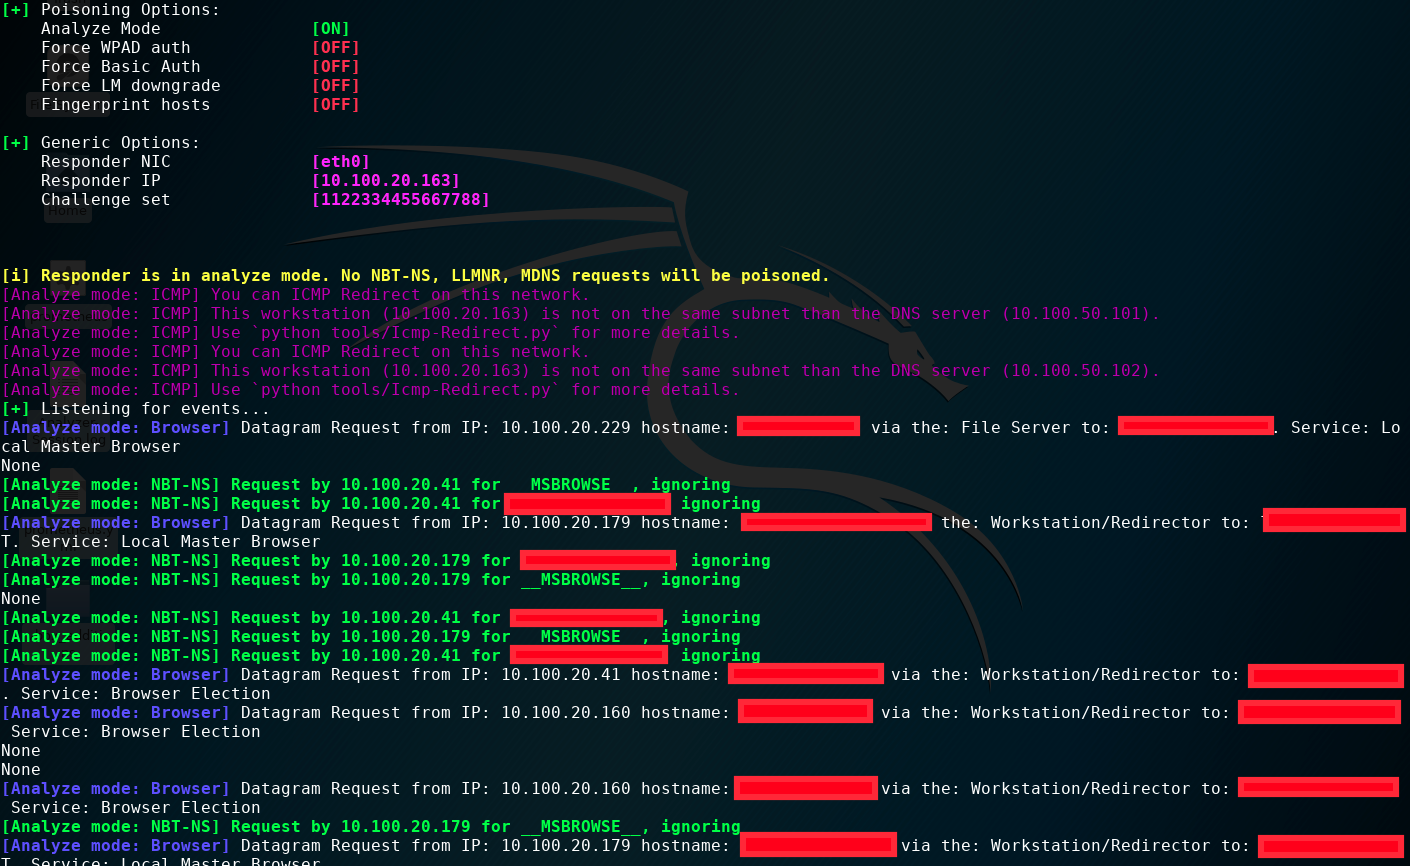 [+] Poisoning Options:
Analyze Mode [ON]
Force WPAD auth [OFF]
Force Basic Auth [OFF]
Force LM downgrade [OFF]
Fingerprint hosts [OFF]
[+] Generic Options:
Responder NIC [eth0]
Responder IP [10.100.20.163]
Challenge set [1122334455667788]
Home
[i] Responder is in analyze mode. No NBT-NS, LLMNR, MDNS requests will be poisoned.
[Analyze mode: ICMP] You can ICMP Redirect on this network.
[Analyze mode: ICMP] This workstation (10.100.20.163) is not on the same subnet than the DNS server (10.100.50.101).
[Analyze mode: ICMP] Use `python tools/Icmp-Redirect.py` for more details.
[Analyze mode: ICMP] You can ICMP Redirect on this network.
[Analyze mode: ICMP] This workstation (10.100.20.163) is not on the same subnet than the DNS server (10.100.50.102).
[Analyze mode: ICMP] Use `python tools/Icmp-Redirect.py` for more details.
[+] Listening for events...
[Analyze mode: Browser] Datagram Request from IP: 10.100.20.229 hostname: via the: File Server to: . Service: Lo
cal Master Browser
None
[Analyze mode: NBT-NS] Request by 10.100.20.41 for MSBROWSE , ignoring
[Analyze mode: NBT-NS] Request by 10.100.20.41 for ignoring
[Analyze mode: Browser] Datagram Request from IP: 10.100.20.179 hostname: the: Workstation/Redirector to:
T. Service: Local Master Browser
[Analyze mode: NBT-NS] Request by 10.100.20.179 for , ignoring
[Analyze mode: NBT-NS] Request by 10.100.20.179 for __MSBROWSE__, ignoring
None
[Analyze mode: NBT-NS] Request by 10.100.20.41 for , ignoring
[Analyze mode: NBT-NS] Request by 10.100.20.179 for MSBROWSE , ignoring
[Analyze mode: NBT-NS] Request by 10.100.20.41 for ignoring
[Analyze mode: Browser] Datagram Request from IP: 10.100.20.41 hostname: via the: Workstation/Redirector to:
. Service: Browser Election
[Analyze mode: Browser] Datagram Request from IP: 10.100.20.160 hostname: via the: Workstation/Redirector to:
Service: Browser Election
None
None
[Analyze mode: Browser] Datagram Request from IP: 10.100.20.160 hostname: via the: Workstation/Redirector to:
Service: Browser Election
[Analyze mode: NBT-NS] Request by 10.100.20.179 for __MSBROWSE__, ignoring
[Analyze mode: Browser] Datagram Request from IP: 10.100.20.179 hostname: via the: Workstation/Redirector to:
T. Service: Local Master Browser